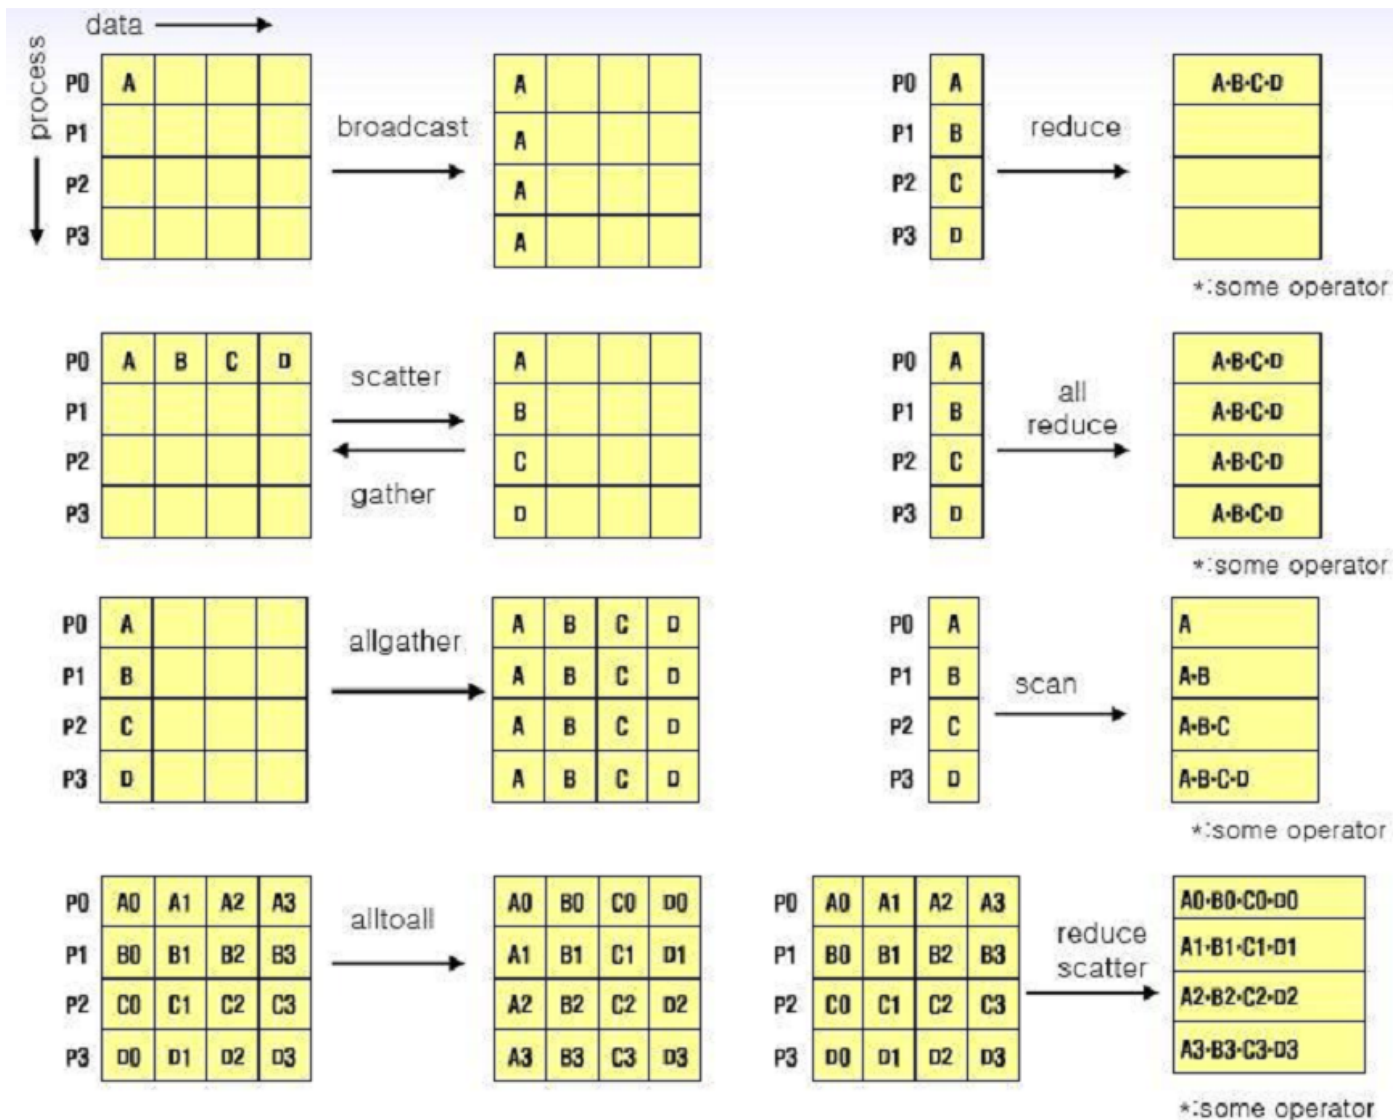 data
process
P0 A
P1
P2
P3
broadcast
A
A
A
A
P0 A
P1 B
P2 C
P3 D
reduce
A*B*C*D
*:some operator
P0 A B C D
P1
P2
P3
scatter
gather
A
B
C
D
P0 A
P1 B
P2 C
P3 D
all
reduce
A*B*C*D
A*B*C*D
A*B*C*D
A*B*C*D
*:some operator
P0 A
P1 B
P2 C
P3 D
allgather
A B C D
A B C D
A B C D
A B C D
P0 A
P1 B
P2 C
P3 D
scan
A
A*B
A*B*C
A*B*C*D
*:some operator
P0 A0 A1 A2 A3
P1 B0 B1 B2 B3
P2 C0 C1 C2 C3
P3 D0 D1 D2 D3
alltoall
A0 B0 C0 D0
A1 B1 C1 D1
A2 B2 C2 D2
A3 B3 C3 D3
P0 A0 A1 A2 A3
P1 B0 B1 B2 B3
P2 C0 C1 C2 C3
P3 D0 D1 D2 D3
reduce
scatter
A0*B0*C0*D0
A1*B1*C1*D1
A2*B2*C2*D2
A3*B3*C3*D3
*:some operator